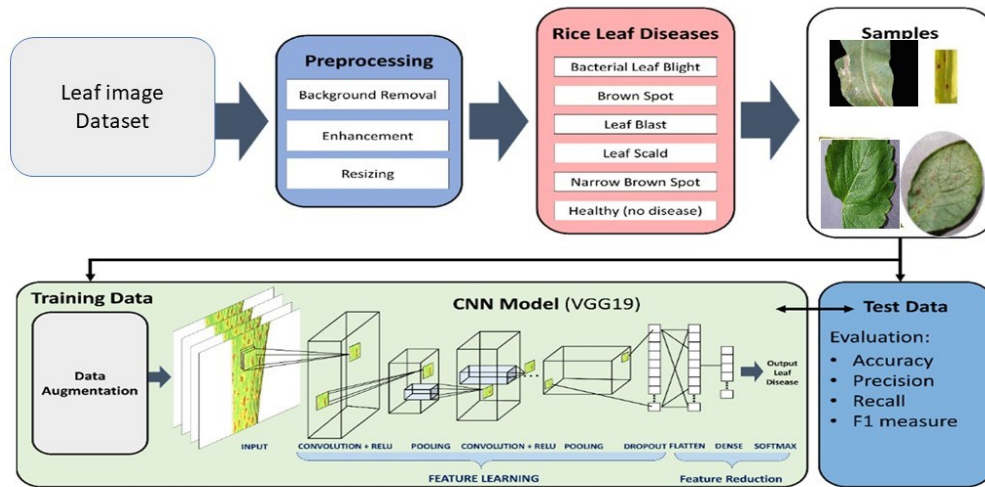 Leaf image
Dataset
Preprocessing
Background Removal
Enhancement
Resizing
Rice Leaf Diseases
Bacterial Leaf Blight
Brown Spot
Leaf Blast
Leaf Scald
Narrow Brown Spot
Healthy (no disease)
Samples
Training Data
Data
Augmentation
CNN Model (VGG19)
INPUT
CONVOLUTION + RELU
POOLING
CONVOLUTION + RELU
POOLING
DROPOUT
FLATTEN
DENSE
SOFTMAX
FEATURE LEARNING
Feature Reduction
Output
Leaf
Disease
Test Data
Evaluation:
• Accuracy
• Precision
• Recall
• F1 measure